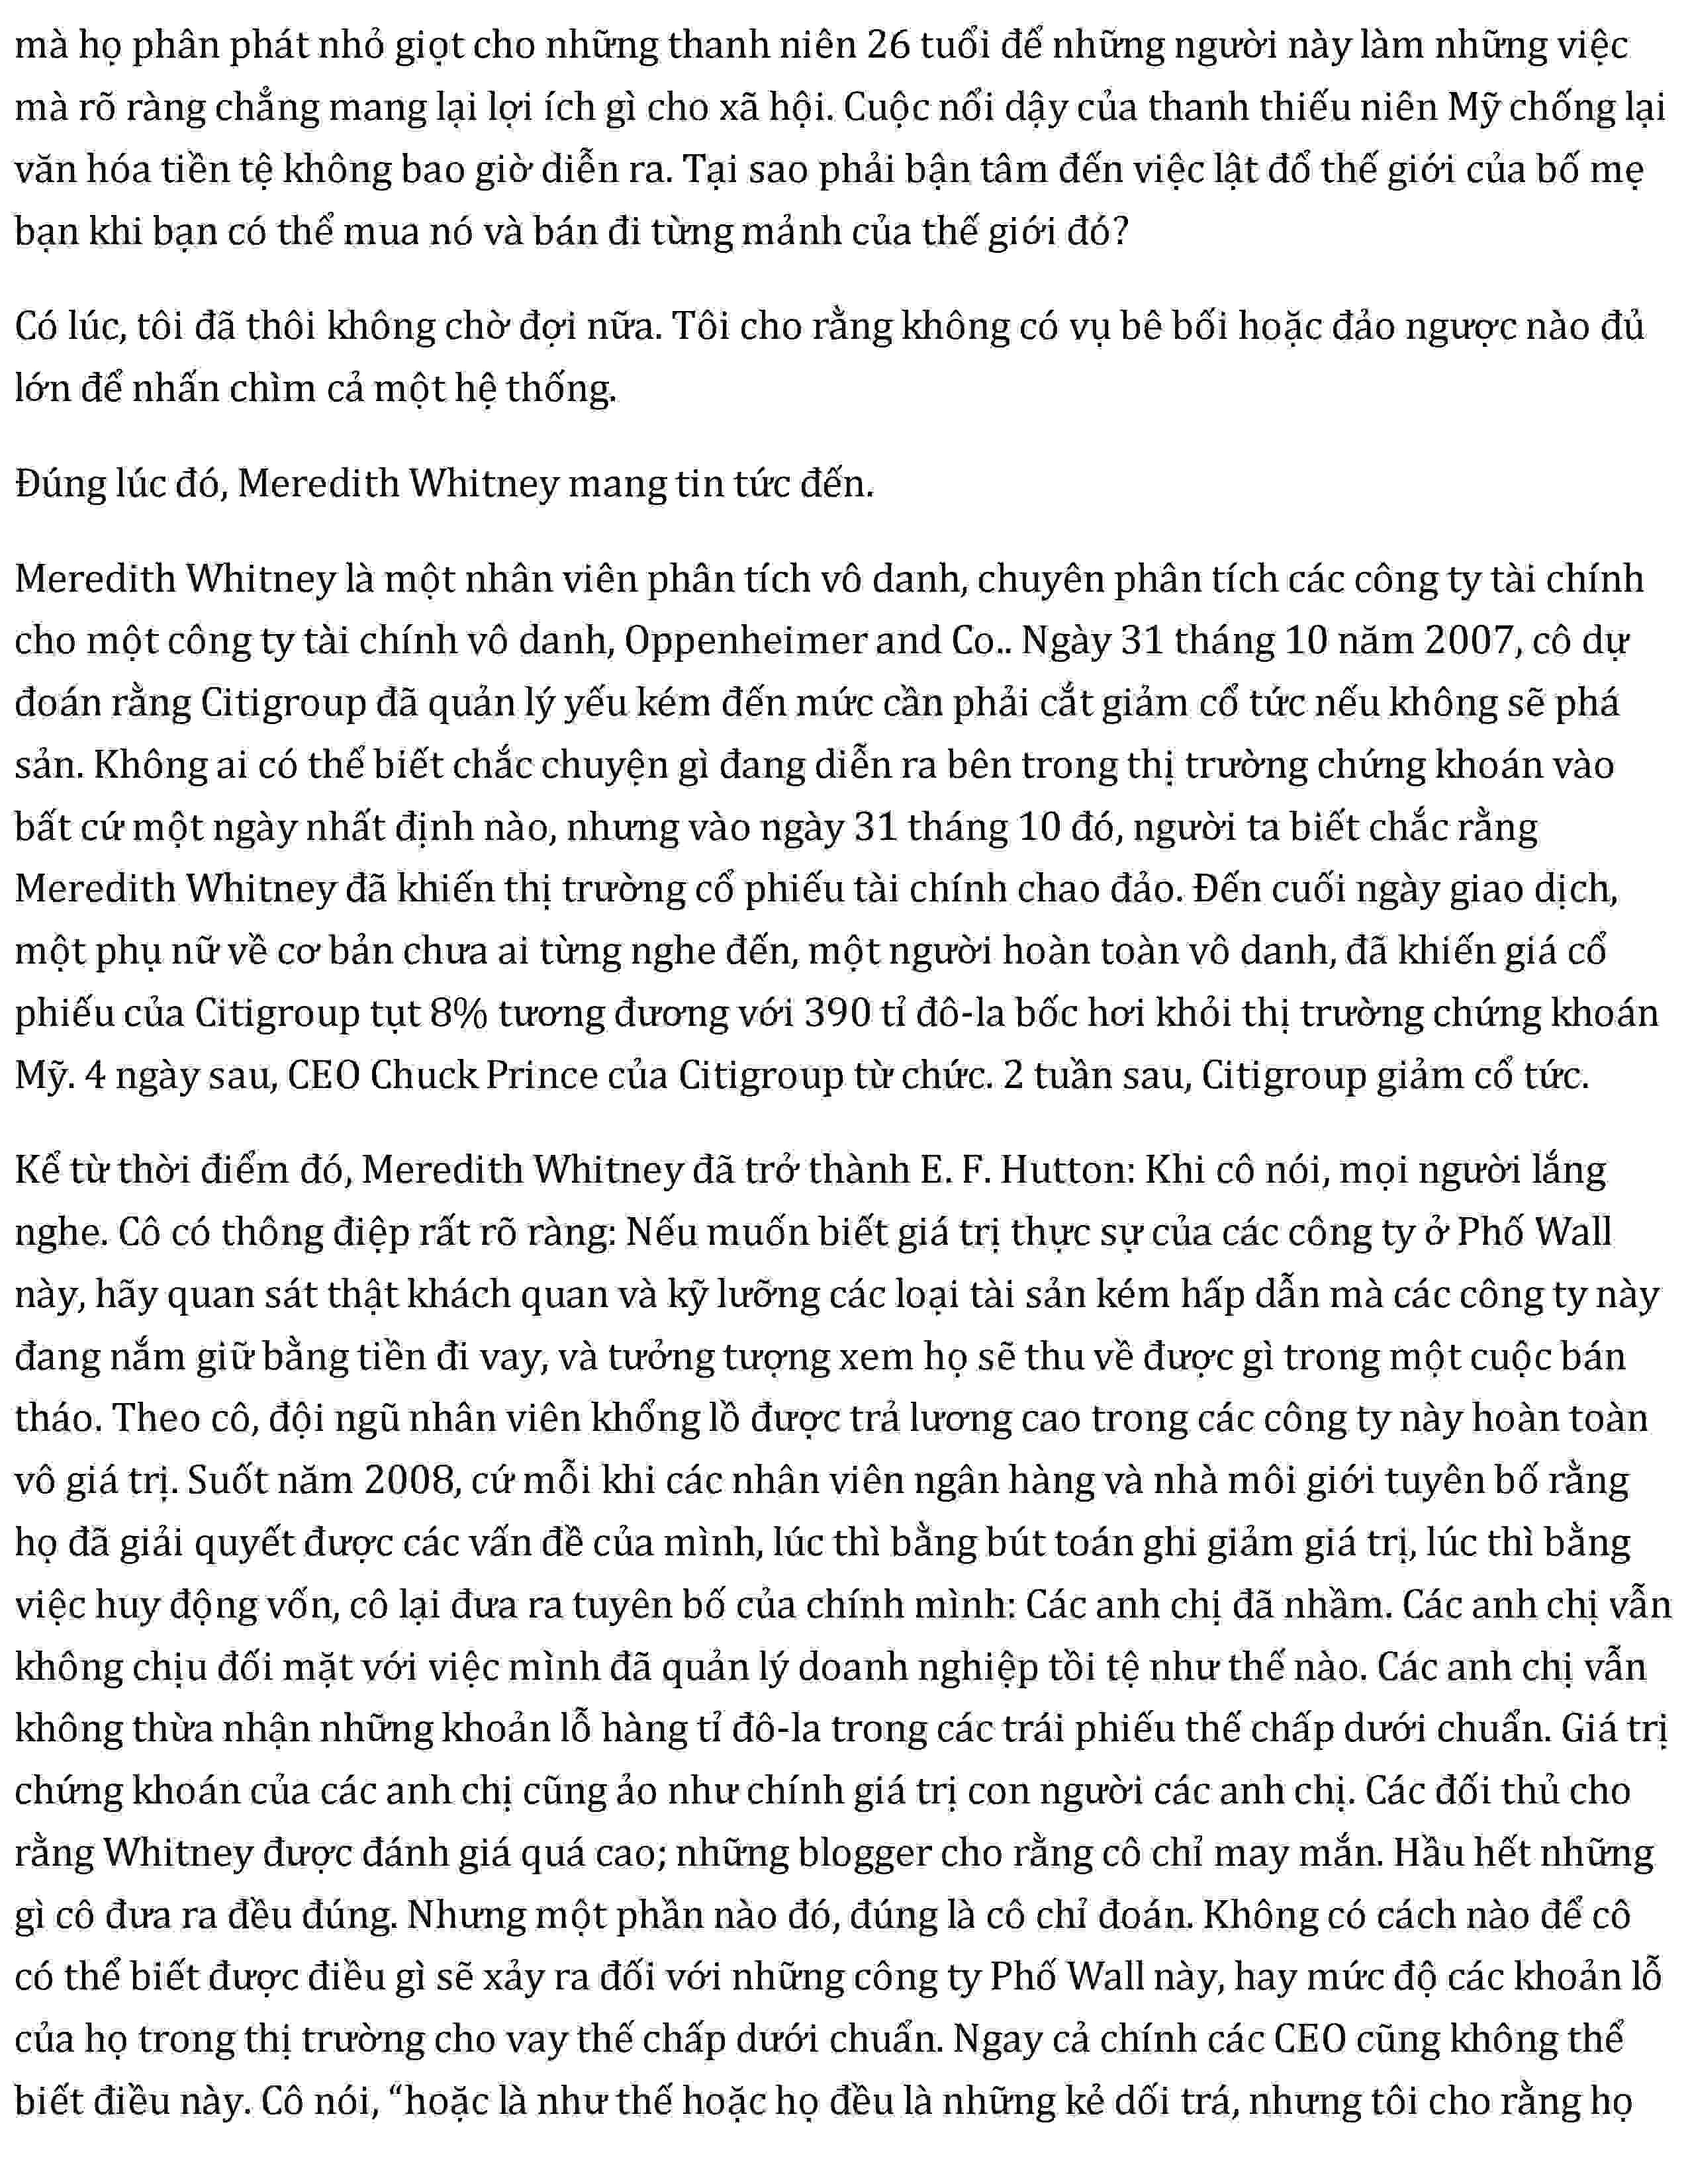 mà họ phân phát nhỏ giọt cho những thanh niên 26 tuổi để những người này làm những việc
mà rõ ràng chẳng mang lại lợi ích gì cho xã hội. Cuộc nổi dậy của thanh thiếu niên Mỹ chống lại
văn hóa tiền tệ không bao giờ diễn ra. Tại sao phải bận tâm đến việc lật đổ thế giới của bố mẹ
bạn khi bạn có thể mua nó và bán đi từng mảnh của thế giới đó?
Có lúc, tôi đã thôi không chờ đợi nữa. Tôi cho rằng không có vụ bê bối hoặc đảo ngược nào đủ
lớn để nhấn chìm cả một hệ thống.
Đúng lúc đó, Meredith Whitney mang tin tức đến.
Meredith Whitney là một nhân viên phân tích vô danh, chuyên phân tích các công ty tài chính
cho một công ty tài chính vô danh, Oppenheimer and Co.. Ngày 31 tháng 10 năm 2007, cô dự
đoán rằng Citigroup đã quản lý yếu kém đến mức cần phải cắt giảm cổ tức nếu không sẽ phá
sản. Không ai có thể biết chắc chuyện gì đang diễn ra bên trong thị trường chứng khoán vào
bất cứ một ngày nhất định nào, nhưng vào ngày 31 tháng 10 đó, người ta biết chắc rằng
Meredith Whitney đã khiến thị trường cổ phiếu tài chính chao đảo. Đến cuối ngày giao dịch,
một phụ nữ về cơ bản chưa ai từng nghe đến, một người hoàn toàn vô danh, đã khiến giá cổ
phiếu của Citigroup tụt 8% tương đương với 390 tỉ đô-la bốc hơi khỏi thị trường chứng khoán
Mỹ. 4 ngày sau, CEO Chuck Prince của Citigroup từ chức. 2 tuần sau, Citigroup giảm cổ tức.
Kể từ thời điểm đó, Meredith Whitney đã trở thành E. F. Hutton: Khi cô nói, mọi người lắng
nghe. Cô có thông điệp rất rõ ràng: Nếu muốn biết giá trị thực sự của các công ty ở Phố Wall
này, hãy quan sát thật khách quan và kỹ lưỡng các loại tài sản kém hấp dẫn mà các công ty này
đang nắm giữ bằng tiền đi vay, và tưởng tượng xem họ sẽ thu về được gì trong một cuộc bán
tháo. Theo cô, đội ngũ nhân viên khổng lồ được trả lương cao trong các công ty này hoàn toàn
vô giá trị. Suốt năm 2008, cứ mỗi khi các nhân viên ngân hàng và nhà môi giới tuyên bố rằng
họ đã giải quyết được các vấn đề của mình, lúc thì bằng bút toán ghi giảm giá trị, lúc thì bằng
việc huy động vốn, cô lại đưa ra tuyên bố của chính mình: Các anh chị đã nhầm. Các anh chị vẫn
không chịu đối mặt với việc mình đã quản lý doanh nghiệp tồi tệ như thế nào. Các anh chị vẫn
không thừa nhận những khoản lỗ hàng tỉ đô-la trong các trái phiếu thế chấp dưới chuẩn. Giá trị
chứng khoán của các anh chị cũng ảo như chính giá trị con người các anh chị. Các đối thủ cho
rằng Whitney được đánh giá quá cao; những blogger cho rằng cô chỉ may mắn. Hầu hết những
gì cô đưa ra đều đúng. Nhưng một phần nào đó, đúng là cô chỉ đoán. Không có cách nào để cô
có thể biết được điều gì sẽ xảy ra đối với những công ty Phố Wall này, hay mức độ các khoản lỗ
của họ trong thị trường cho vay thế chấp dưới chuẩn. Ngay cả chính các CEO cũng không thể
biết điều này. Cô nói, “hoặc là như thế hoặc họ đều là những kẻ dối trá, nhưng tôi cho rằng họ